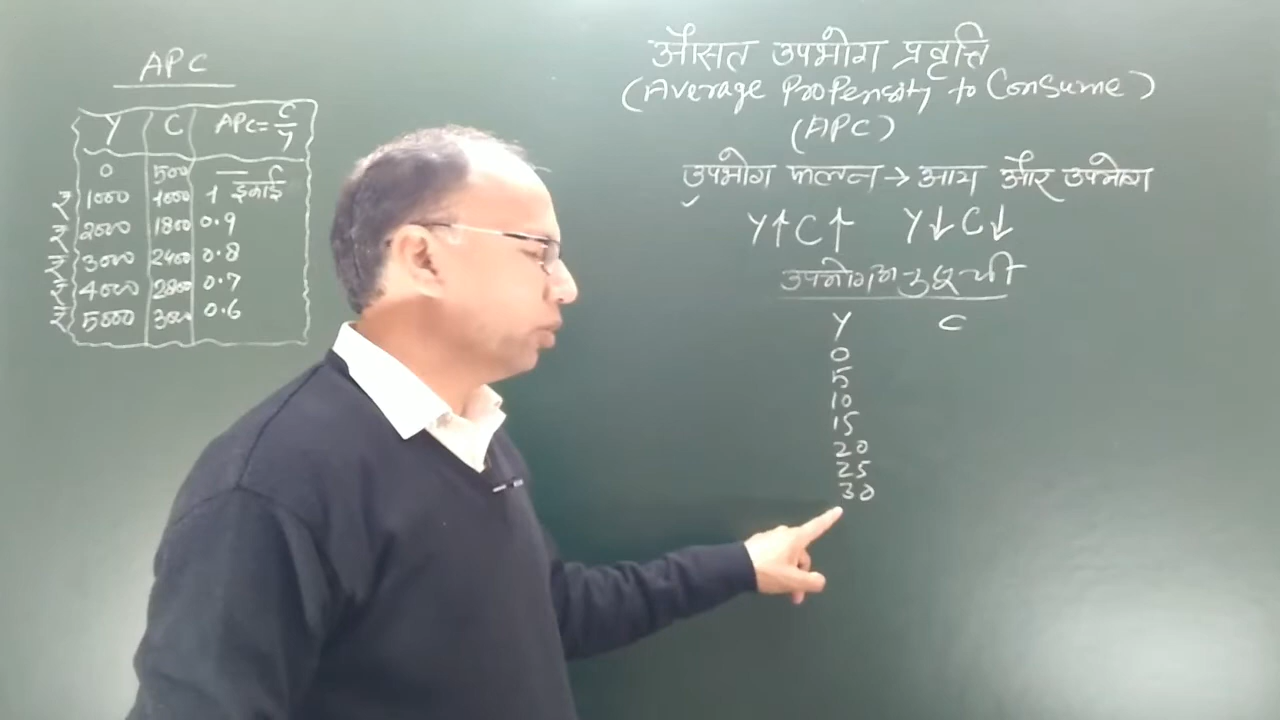 APC
Y C APC = C/Y
0 500 —
₹ 1000 1000 1 इकाई
₹ 2000 1800 0.9
₹ 3000 2400 0.8
₹ 4000 2800 0.7
₹ 5000 3000 0.6
औसत उपभोग प्रवृत्ति
(Average Propensity to Consume)
(APC)
उपभोग फलन → आय और उपभोग
Y↑ C↑ Y↓ C↓
उपभोग अनुसूची
Y C
0
5
10
15
20
25
30